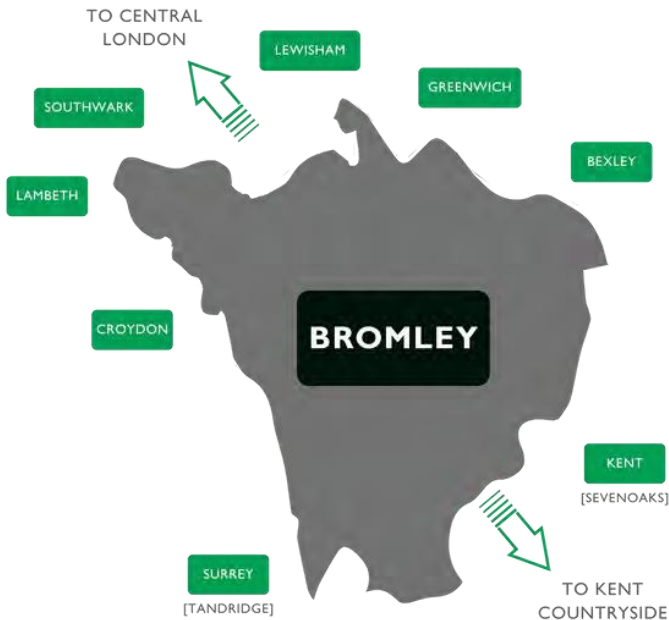 TO CENTRAL
LONDON
LEWISHAM
GREENWICH
SOUTHWARK
BEXLEY
LAMBETH
CROYDON
BROMLEY
KENT
[SEVENOAKS]
SURREY
[TANDRIDGE]
TO KENT
COUNTRYSIDE